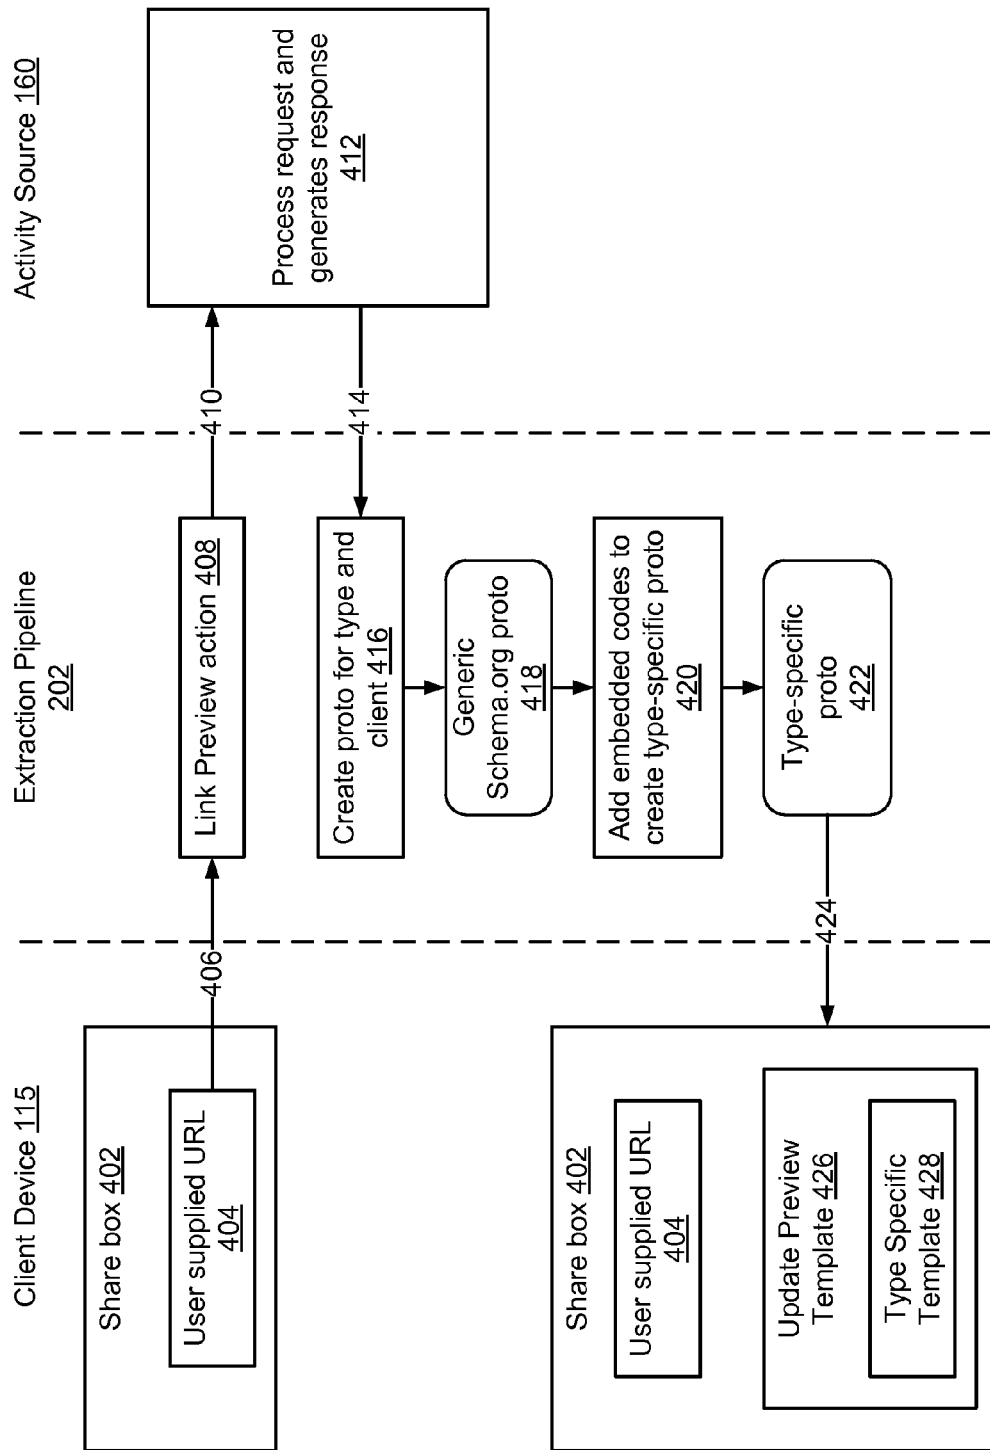 Client Device 115
Extraction Pipeline
202
Activity Source 160
Share box 402
User supplied URL
404
406
Link Preview action 408
410
Process request and
generates response
412
414
Create proto for type and
client 416
Generic
Schema.org proto
418
Add embedded codes to
create type-specific proto
420
Type-specific
proto
422
424
Share box 402
User supplied URL
404
Update Preview
Template 426
Type Specific
Template 428